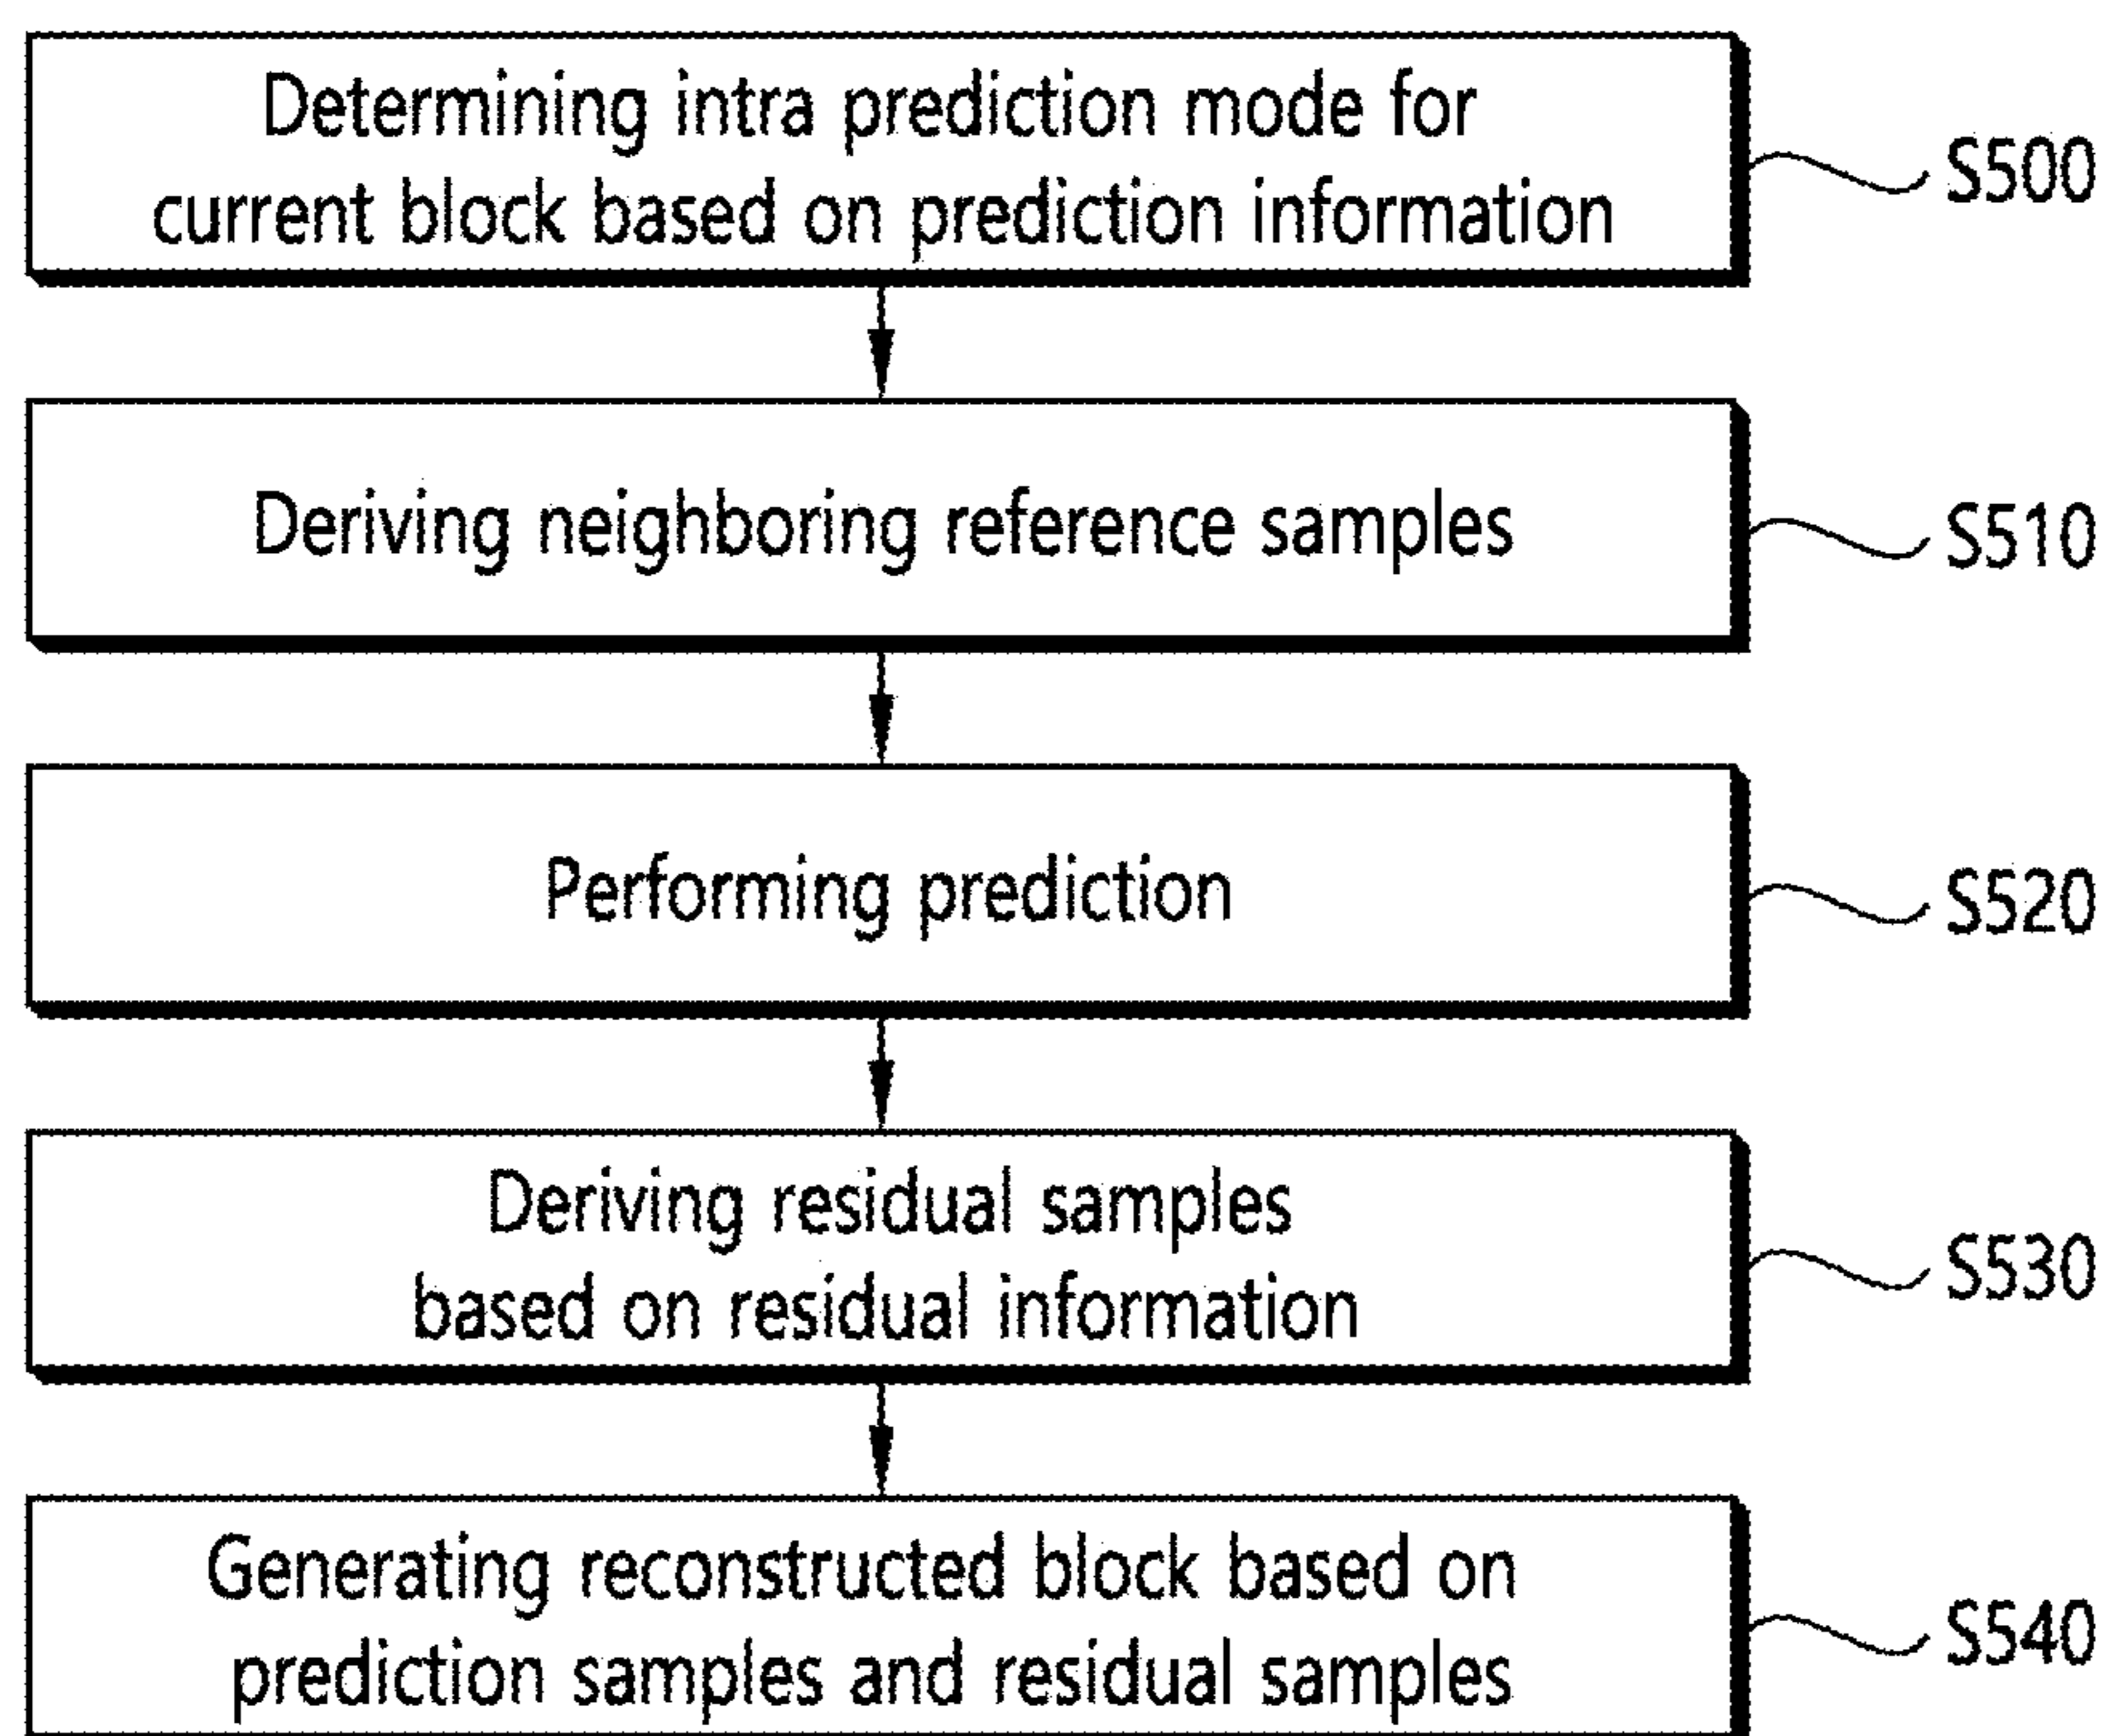 Determining intra prediction mode for
current block based on prediction information
S500
Deriving neighboring reference samples
S510
Performing prediction
S520
Deriving residual samples
based on residual information
S530
Generating reconstructed block based on
prediction samples and residual samples
S540